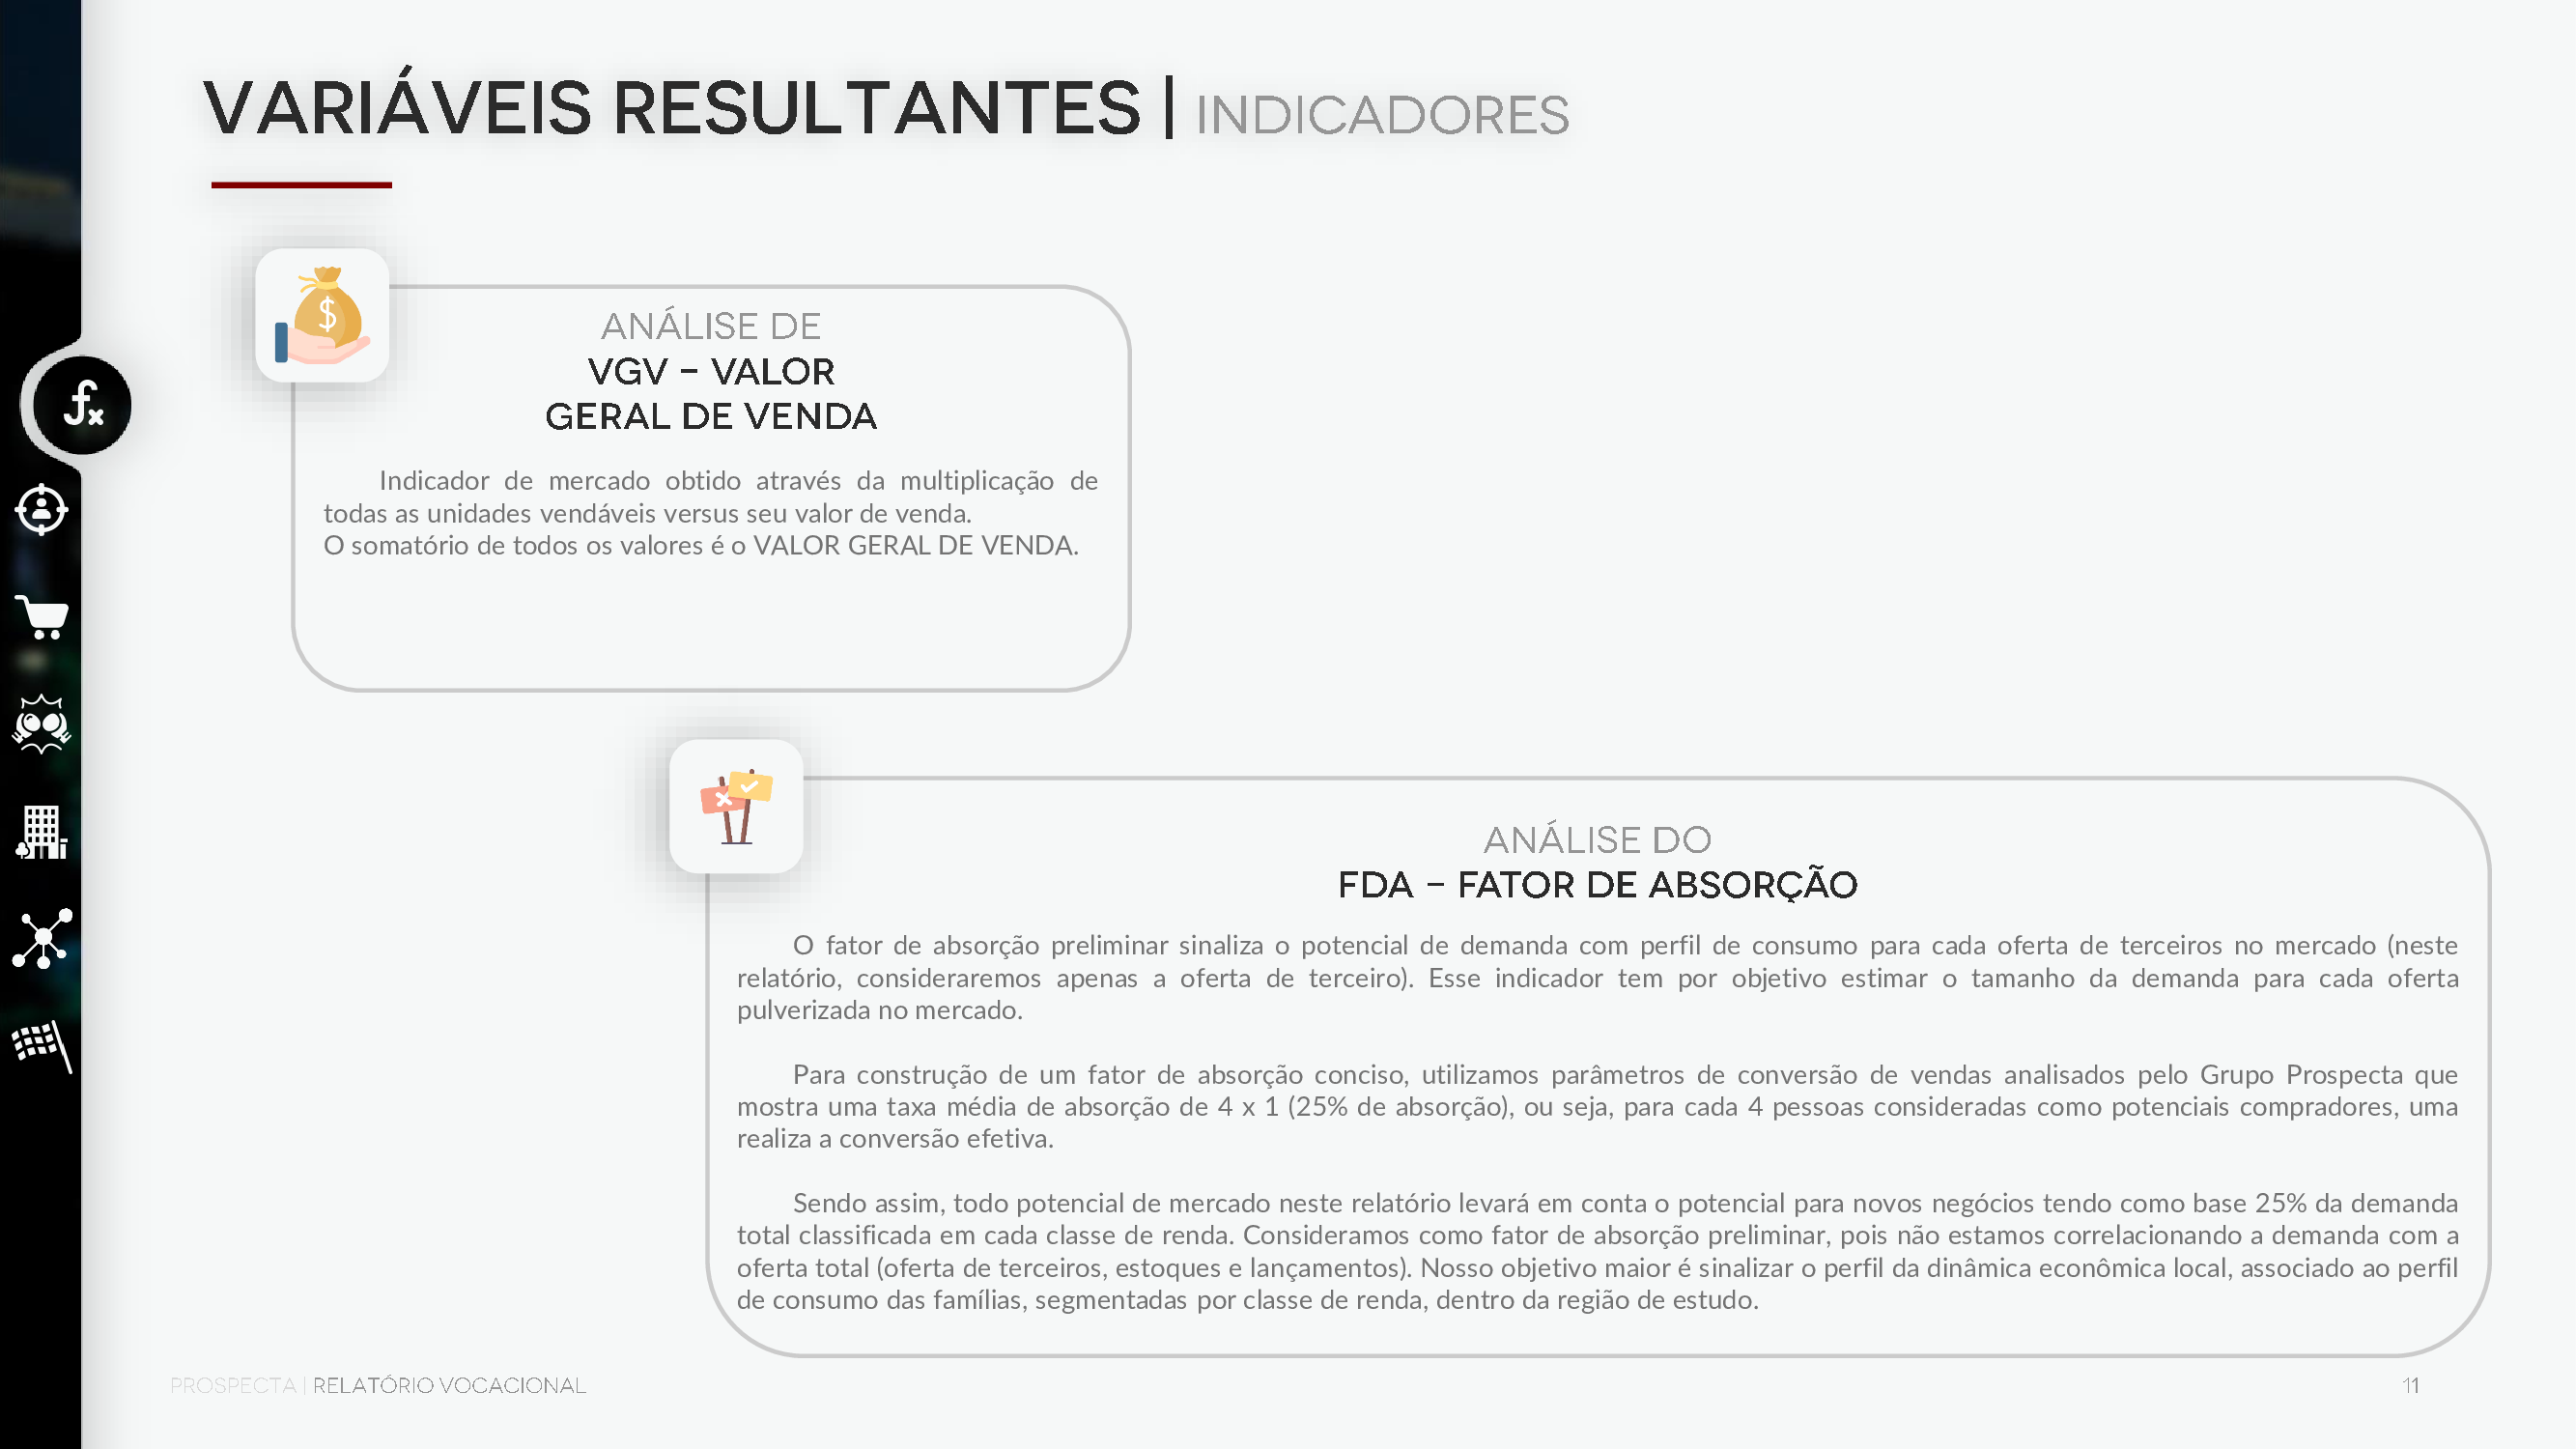 VARIÁVEIS RESULTANTES | INDICADORES
$
ANÁLISE DE
VGV – VALOR
GERAL DE VENDA
fx
Indicador de mercado obtido através da multiplicação de
todas as unidades vendáveis versus seu valor de venda.
O somatório de todos os valores é o VALOR GERAL DE VENDA.
ANÁLISE DO
FDA – FATOR DE ABSORÇÃO
O fator de absorção preliminar sinaliza o potencial de demanda com perfil de consumo para cada oferta de terceiros no mercado (neste
relatório, consideraremos apenas a oferta de terceiro). Esse indicador tem por objetivo estimar o tamanho da demanda para cada oferta
pulverizada no mercado.
Para construção de um fator de absorção conciso, utilizamos parâmetros de conversão de vendas analisados pelo Grupo Prospecta que
mostra uma taxa média de absorção de 4 x 1 (25% de absorção), ou seja, para cada 4 pessoas consideradas como potenciais compradores, uma
realiza a conversão efetiva.
Sendo assim, todo potencial de mercado neste relatório levará em conta o potencial para novos negócios tendo como base 25% da demanda
total classificada em cada classe de renda. Consideramos como fator de absorção preliminar, pois não estamos correlacionando a demanda com a
oferta total (oferta de terceiros, estoques e lançamentos). Nosso objetivo maior é sinalizar o perfil da dinâmica econômica local, associado ao perfil
de consumo das famílias, segmentadas por classe de renda, dentro da região de estudo.
PROSPECTA | RELATÓRIO VOCACIONAL
11